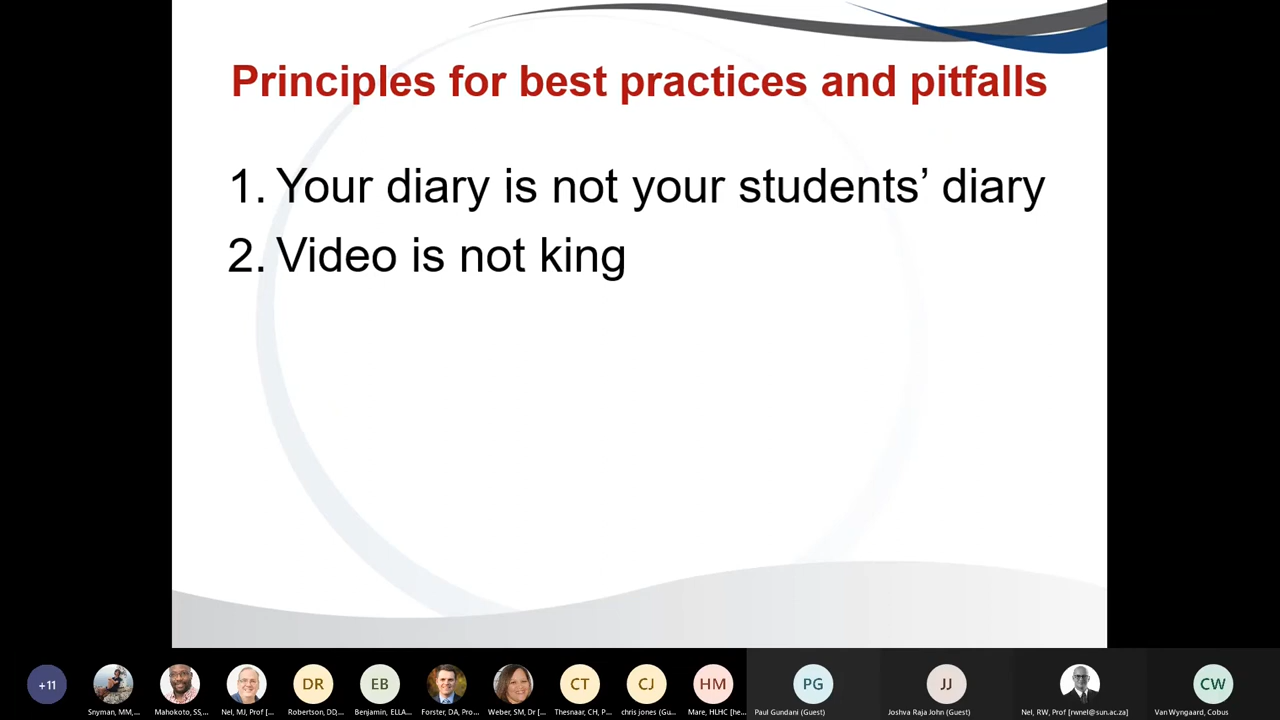 Principles for best practices and pitfalls
1. Your diary is not your students’ diary
2. Video is not king
+11
DR
EB
CT
CJ
HM
PG
JJ
CW
Snyman, MM,...
Mahokoto, SS,...
Nel, MJ, Prof [...
Robertson, DD,...
Benjamin, ELLA...
Forster, DA, Pro...
Weber, SM, Dr [...
Thesnaar, CH, P...
chris jones (Gu...
Mare, HLHC [he...
Paul Gundani (Guest)
Joshva Raja John (Guest)
Nel, RW, Prof [rwnel@sun.ac.za]
Van Wyngaard, Cobus